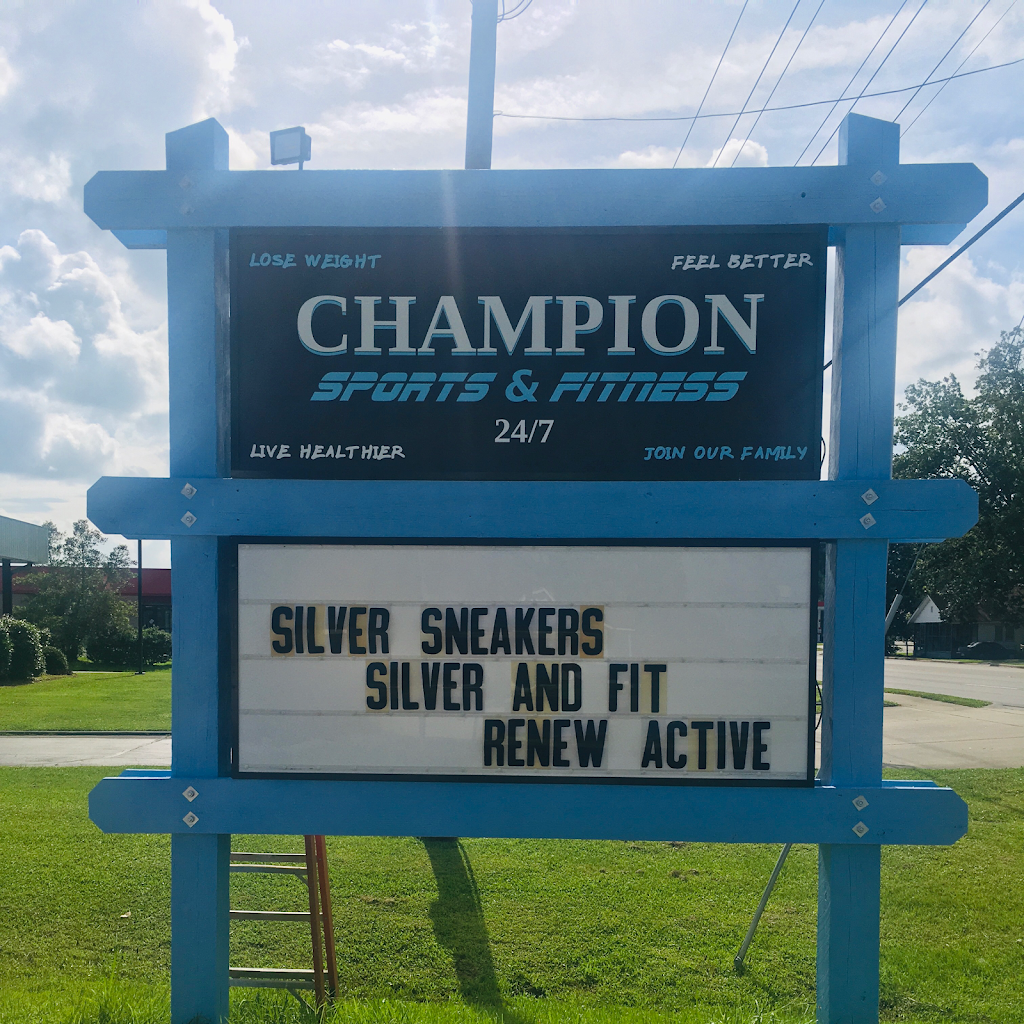 LOSE WEIGHT FEEL BETTER
CHAMPION
SPORTS & FITNESS
24/7
LIVE HEALTHIER JOIN OUR FAMILY
SILVER SNEAKERS
SILVER AND FIT
RENEW ACTIVE